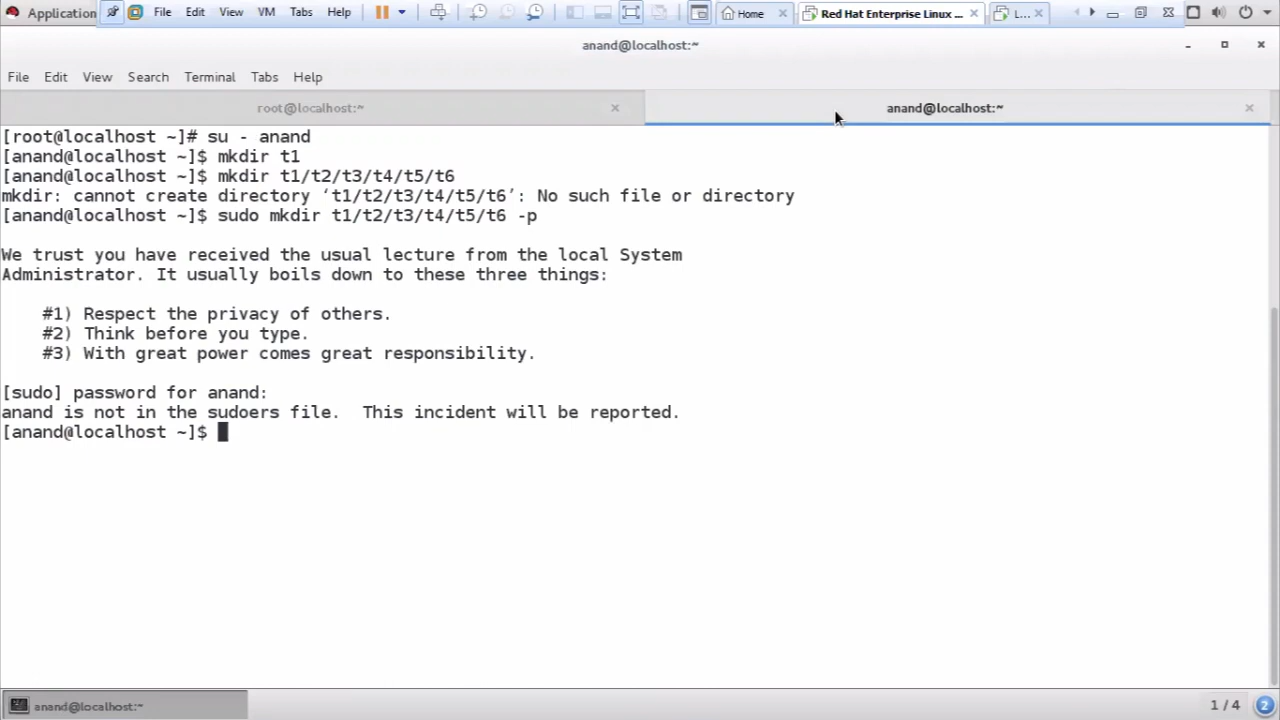 Application File Edit View VM Tabs Help Home Red Hat Enterprise Linux ... L...
anand@localhost:~
File Edit View Search Terminal Tabs Help
root@localhost:~ anand@localhost:~
[root@localhost ~]# su - anand
[anand@localhost ~]$ mkdir t1
[anand@localhost ~]$ mkdir t1/t2/t3/t4/t5/t6
mkdir: cannot create directory ‘t1/t2/t3/t4/t5/t6’: No such file or directory
[anand@localhost ~]$ sudo mkdir t1/t2/t3/t4/t5/t6 -p
We trust you have received the usual lecture from the local System
Administrator. It usually boils down to these three things:
#1) Respect the privacy of others.
#2) Think before you type.
#3) With great power comes great responsibility.
[sudo] password for anand:
anand is not in the sudoers file.  This incident will be reported.
[anand@localhost ~]$
anand@localhost:~ 1 / 4 2